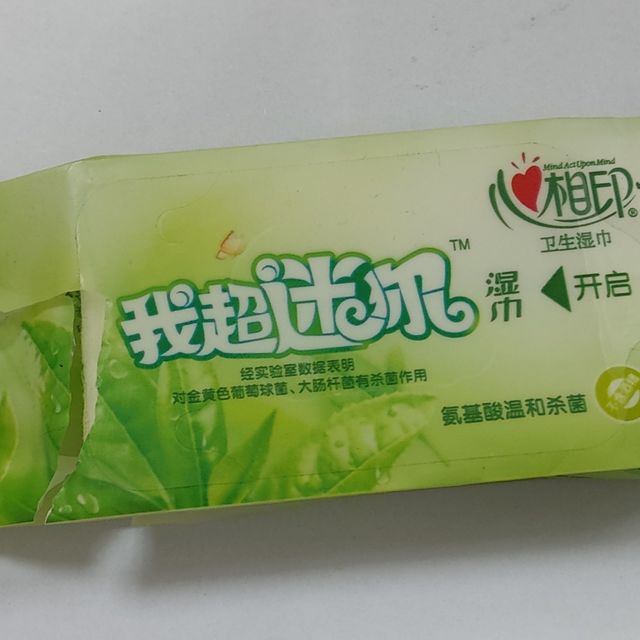 Mind Act Upon Mind
心相印®
卫生湿巾
我超迷你™
湿巾
开启
经实验室数据表明
对金黄色葡萄球菌、大肠杆菌有杀菌作用
氨基酸温和杀菌